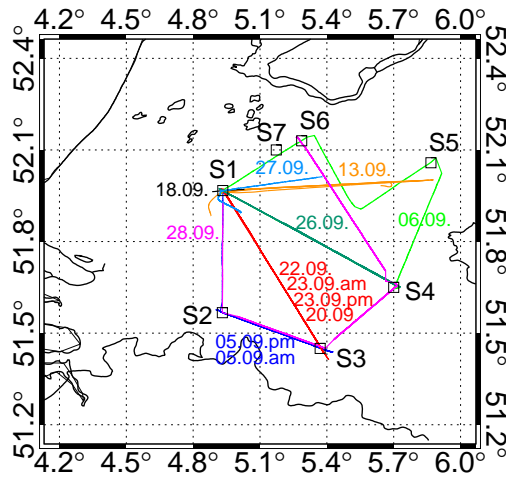 4.2° 4.5° 4.8° 5.1° 5.4° 5.7° 6.0°
52.4° 52.4°
S6
S7
S5
52.1° 52.1°
S1
27.09.
13.09.
18.09.
06.09.
28.09.
26.09.
51.8° 51.8°
22.09.
23.09.am
S4
23.09.pm
S2
20.09
51.5° 51.5°
05.09.pm
S3
05.09.am
51.2° 51.2°
4.2° 4.5° 4.8° 5.1° 5.4° 5.7° 6.0°